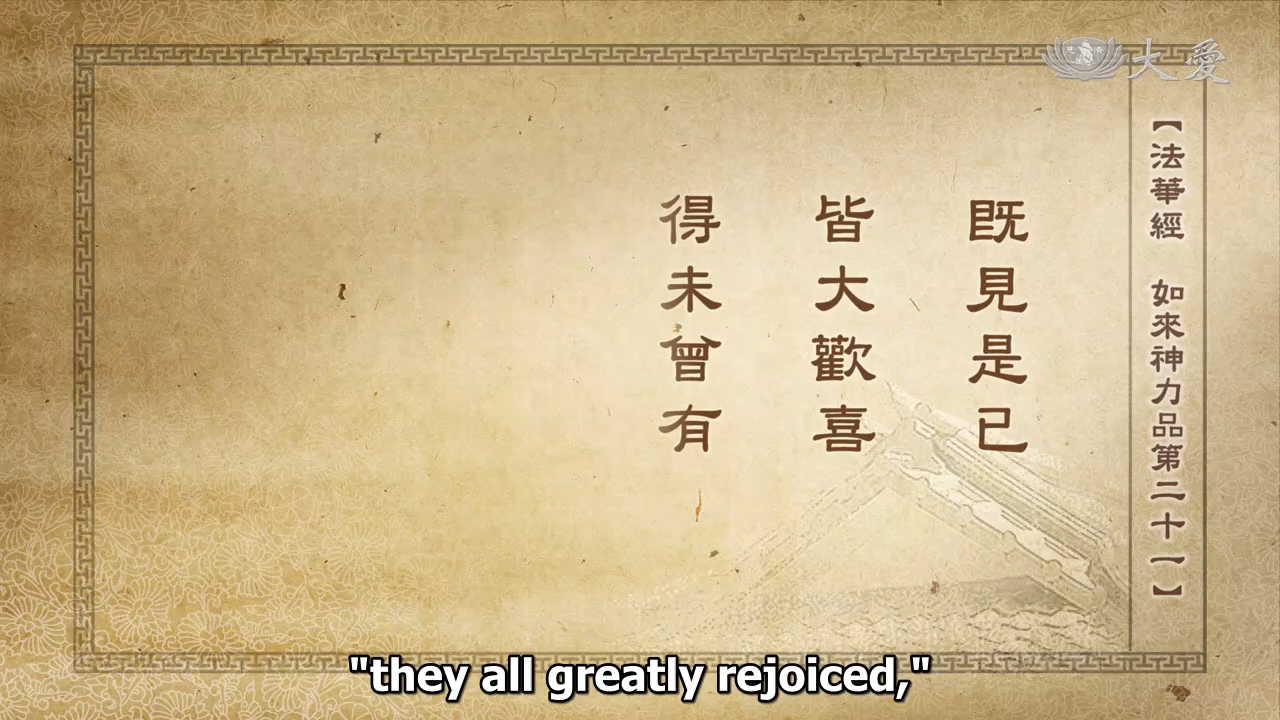 大愛
【法華經 如來神力品第二十一】
既見是已
皆大歡喜
得未曾有
"they all greatly rejoiced,"